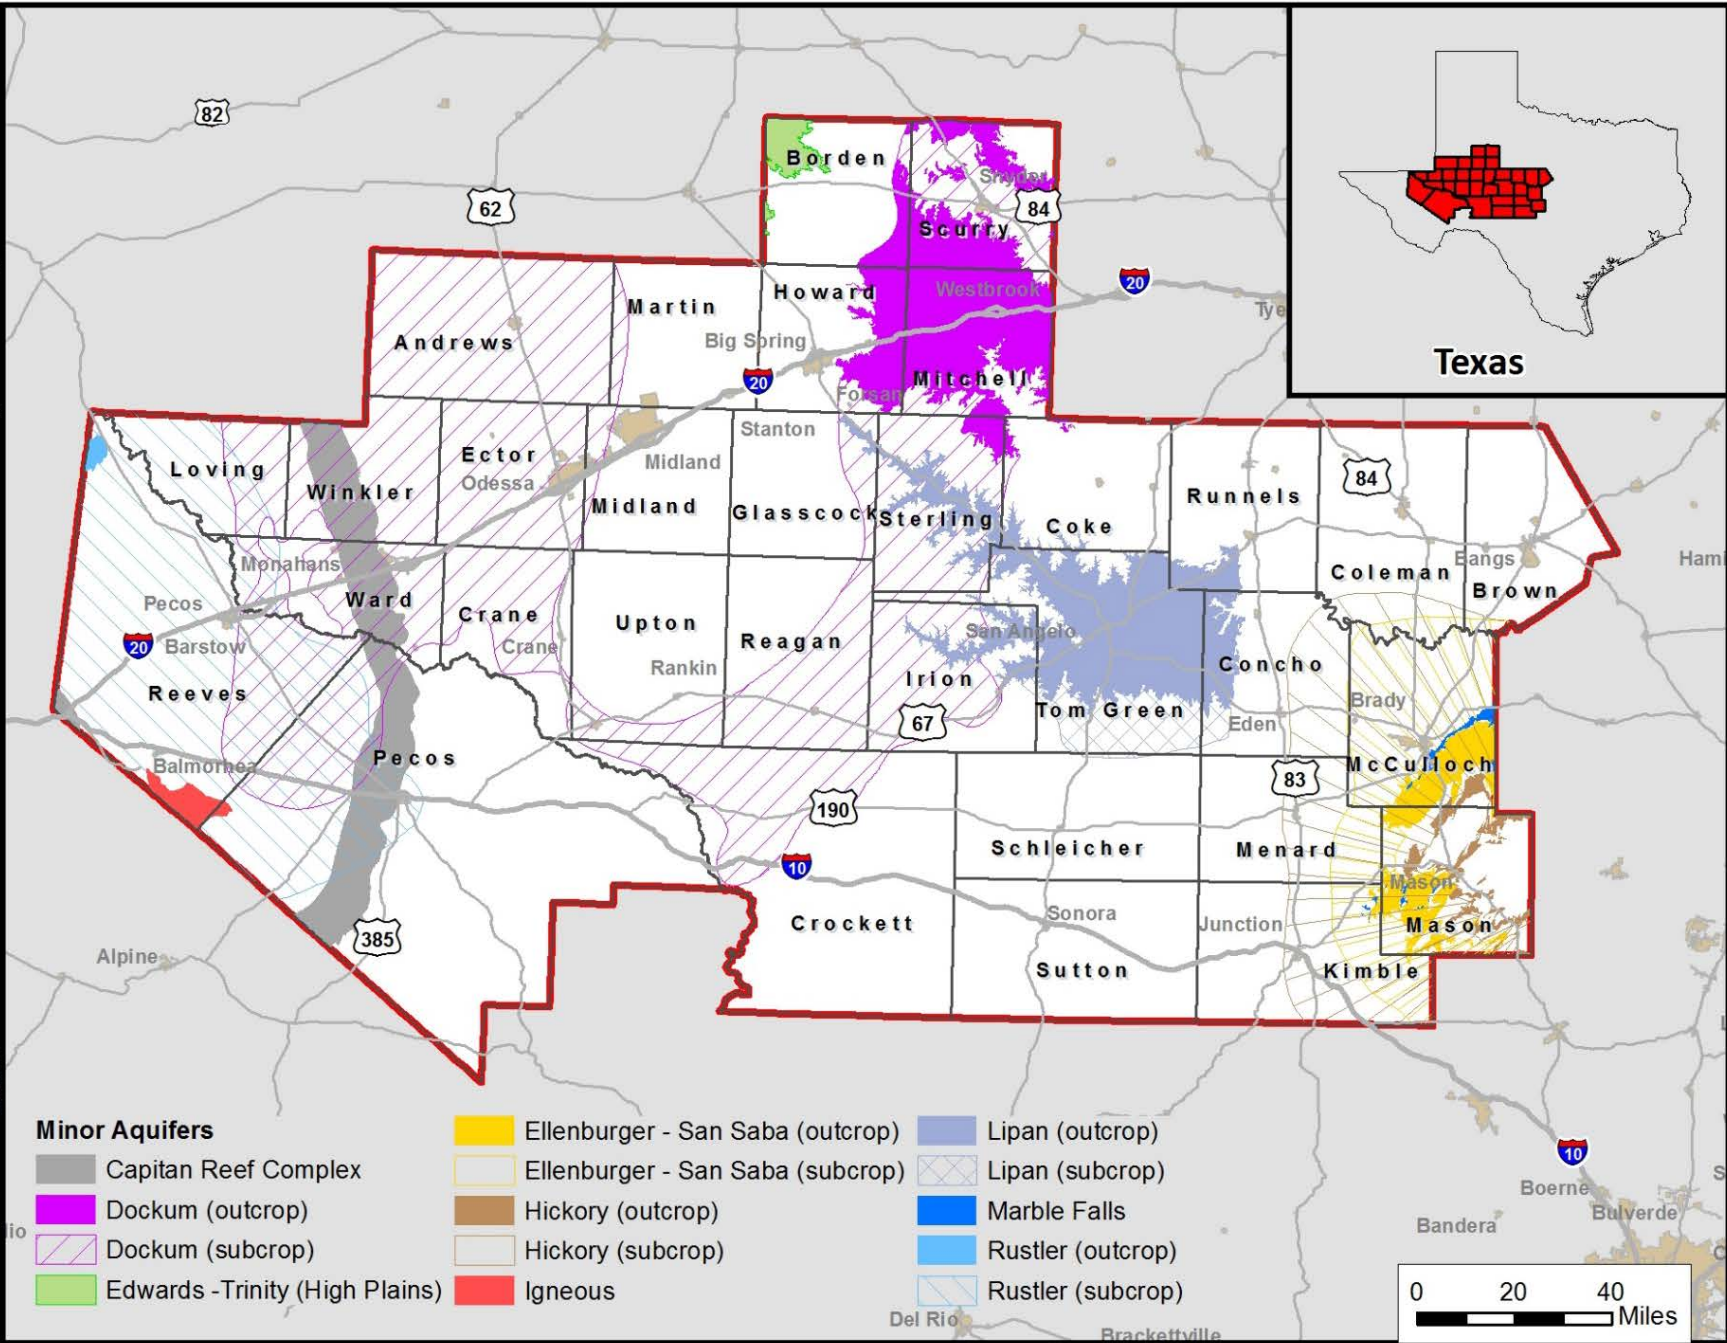 82
Borden
Snyder
62
84
Scurry
Texas
Howard
Westbrook
20
Martin
Tye
Andrews
Big Spring
20
Mitchell
Forsan
Stanton
Loving
Ector
Odessa
Midland
Winkler
Midland
Glasscock
Sterling
Coke
Runnels
84
Monahans
Bangs
Coleman
Brown
Pecos
Ward
Crane
Upton
Reagan
San Angelo
20
Barstow
Crane
Rankin
Irion
Concho
Reeves
Tom Green
Brady
67
Eden
Balmorhea
Pecos
McCulloch
83
190
10
Schleicher
Menard
Mason
Crockett
Sonora
Junction
Mason
385
Alpine
Sutton
Kimble
10
Boerne
Bandera
Bulverde
Del Rio
Brackettville
Minor Aquifers
Capitan Reef Complex
Dockum (outcrop)
Dockum (subcrop)
Edwards -Trinity (High Plains)
Ellenburger - San Saba (outcrop)
Ellenburger - San Saba (subcrop)
Hickory (outcrop)
Hickory (subcrop)
Igneous
Lipan (outcrop)
Lipan (subcrop)
Marble Falls
Rustler (outcrop)
Rustler (subcrop)
0 20 40
Miles